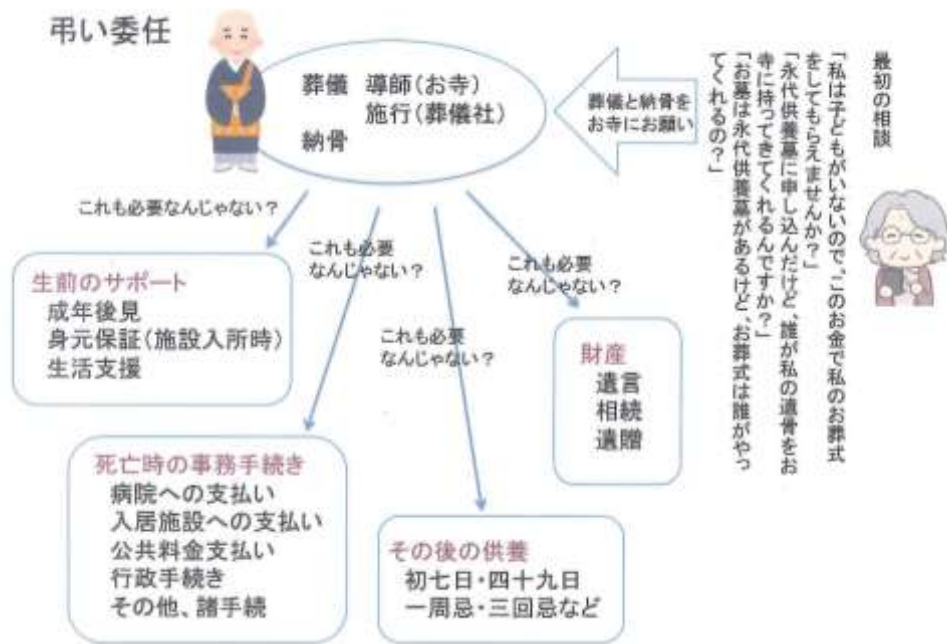 弔い委任
最初の相談
「私は子どもがいないので、このお金で私のお葬式
をしてもらえませんか？」
「永代供養墓に申し込んだけど、誰が私の遺骨をお
寺に持ってきてくれるんですか？」
「お墓は永代供養墓があるけど、お葬式は誰がやっ
てくれるの？」
葬儀と納骨を
お寺にお願い
葬儀 導師（お寺）
施行（葬儀社）
納骨
これも必要なんじゃない？
これも必要
なんじゃない？
これも必要
なんじゃない？
これも必要
なんじゃない？
生前のサポート
成年後見
身元保証（施設入所時）
生活支援
死亡時の事務手続き
病院への支払い
入居施設への支払い
公共料金支払い
行政手続き
その他、諸手続
その後の供養
初七日・四十九日
一周忌・三回忌など
財産
遺言
相続
遺贈